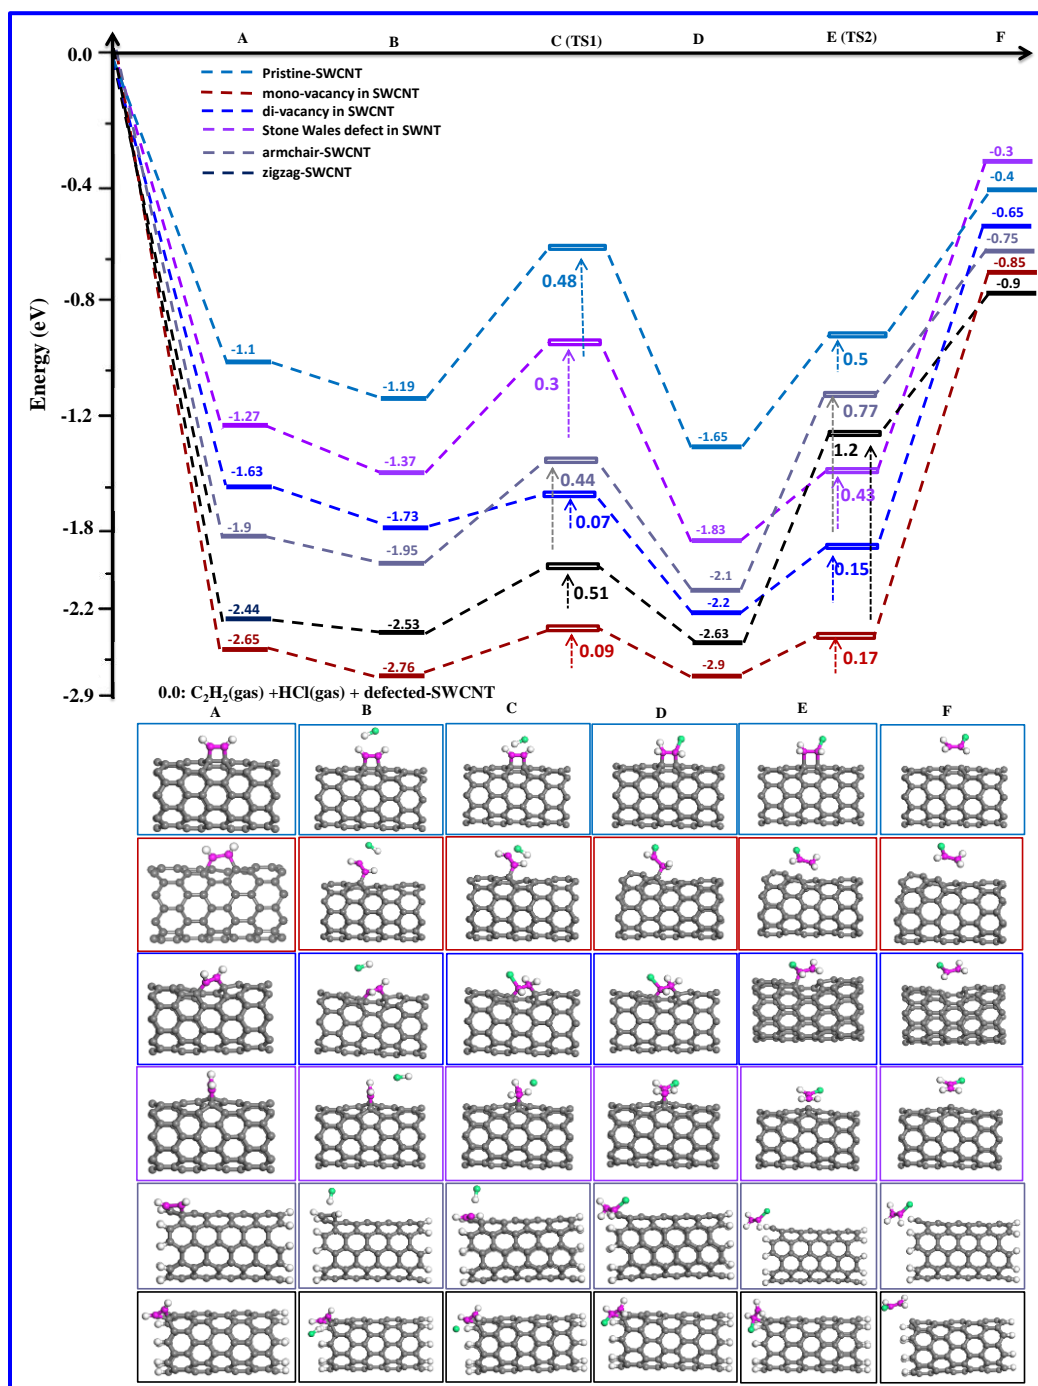 A B C (TS1) D E (TS2) F
0.0
-0.4
-0.8
-1.2
-1.8
-2.2
-2.9
Energy (eV)
Pristine-SWCNT
mono-vacancy in SWCNT
di-vacancy in SWCNT
Stone Wales defect in SWNT
armchair-SWCNT
zigzag-SWCNT
-1.1 -1.19 0.48 -1.65 0.5 -0.4
-1.27 -1.37 0.3 -1.83 0.43 -0.3
-1.63 -1.73 0.07 -2.2 0.15 -0.65
-1.9 -1.95 0.44 -2.1 0.77 -0.75
-2.44 -2.53 0.51 -2.63 1.2 -0.9
-2.65 -2.76 0.09 -2.9 0.17 -0.85
0.0: C₂H₂(gas) +HCl(gas) + defected-SWCNT
A B C D E F